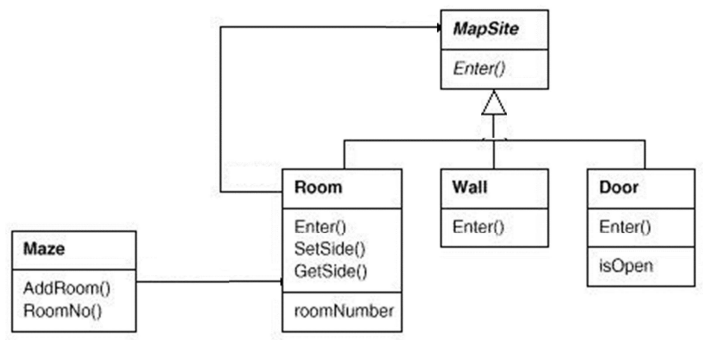 MapSite
Enter()
Room
Enter()
SetSide()
GetSide()
roomNumber
Wall
Enter()
Door
Enter()
isOpen
Maze
AddRoom()
RoomNo()